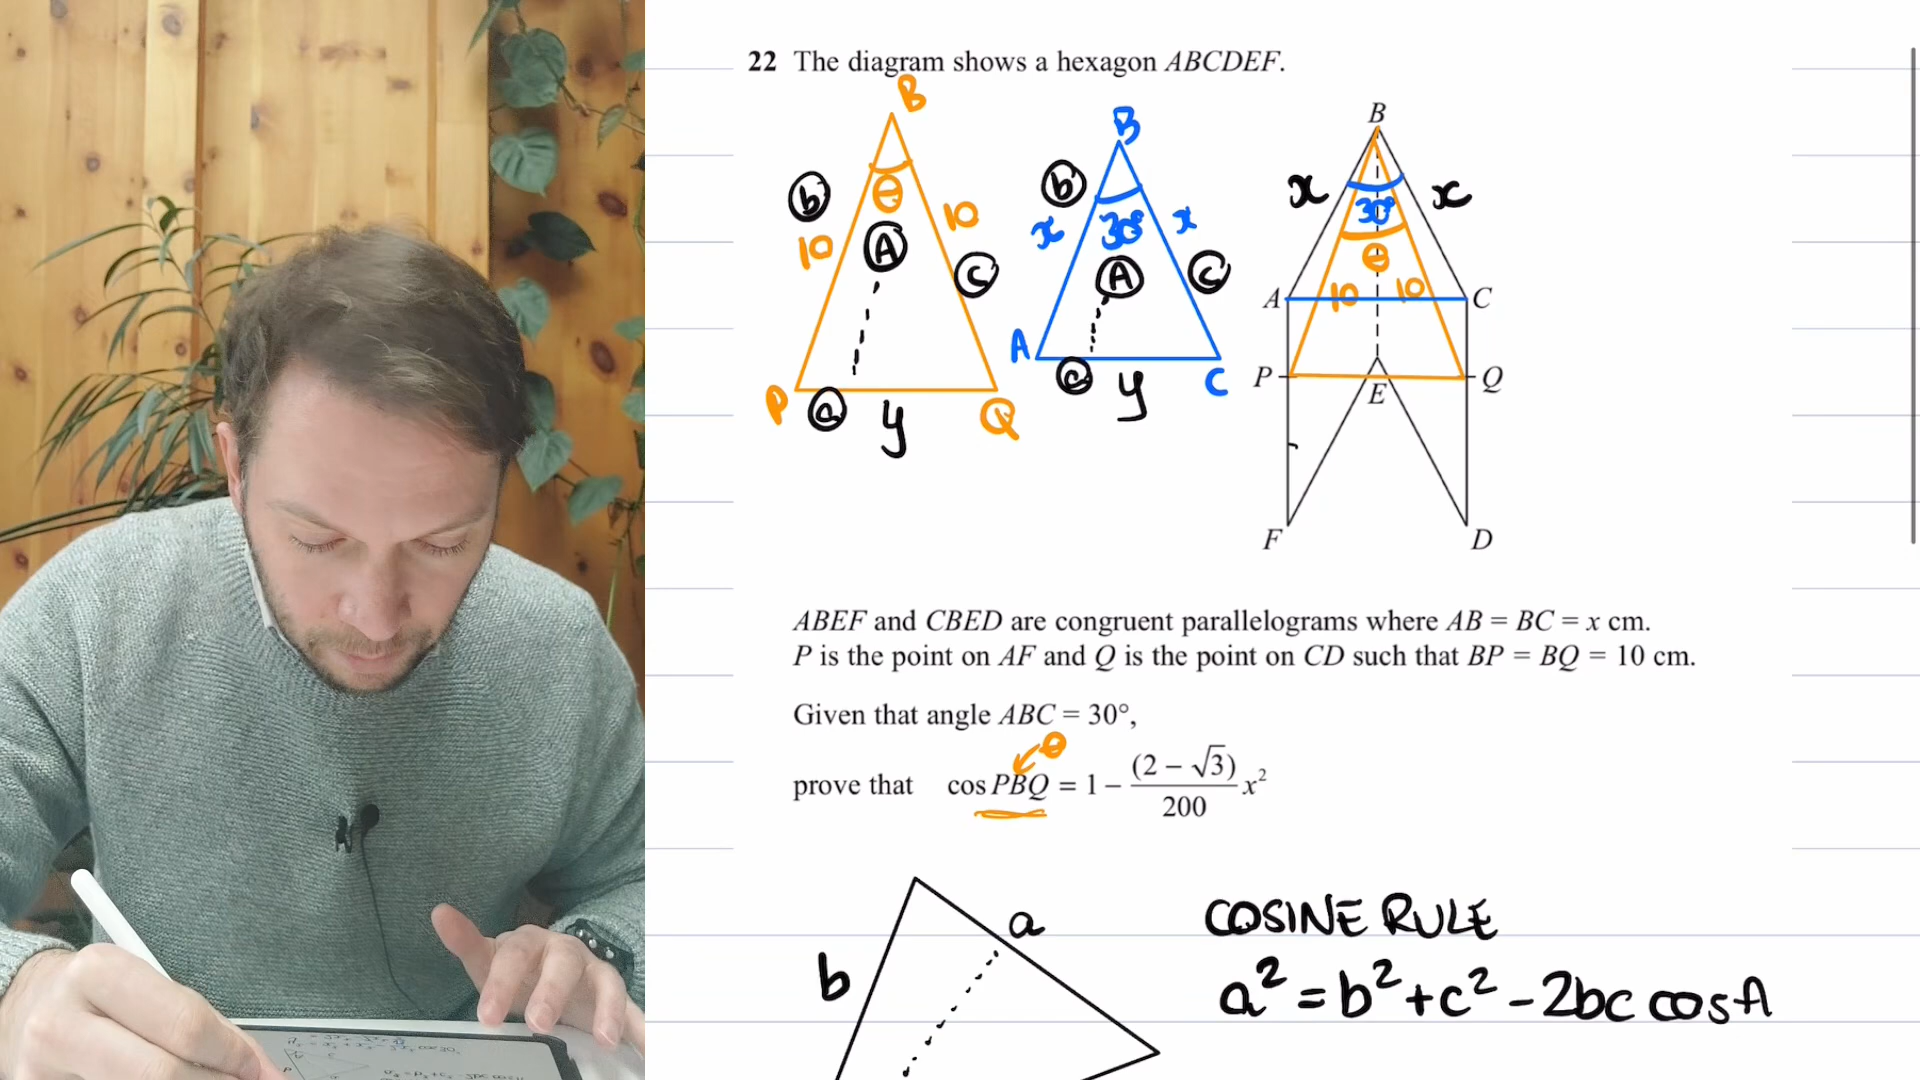 22 The diagram shows a hexagon ABCDEF.
B
b
θ
10
10
A
c
P
a
y
Q
B
b
x
30°
x
A
c
A
a
y
C
B
x
x
30°
θ
A
10
10
C
P
E
Q
F
D
ABEF and CBED are congruent parallelograms where AB = BC = x cm.
P is the point on AF and Q is the point on CD such that BP = BQ = 10 cm.
Given that angle ABC = 30°,
θ
prove that cos PBQ = 1 − (2 − √3)/200 x²
a
b
COSINE RULE
a² = b² + c² − 2bc cosA